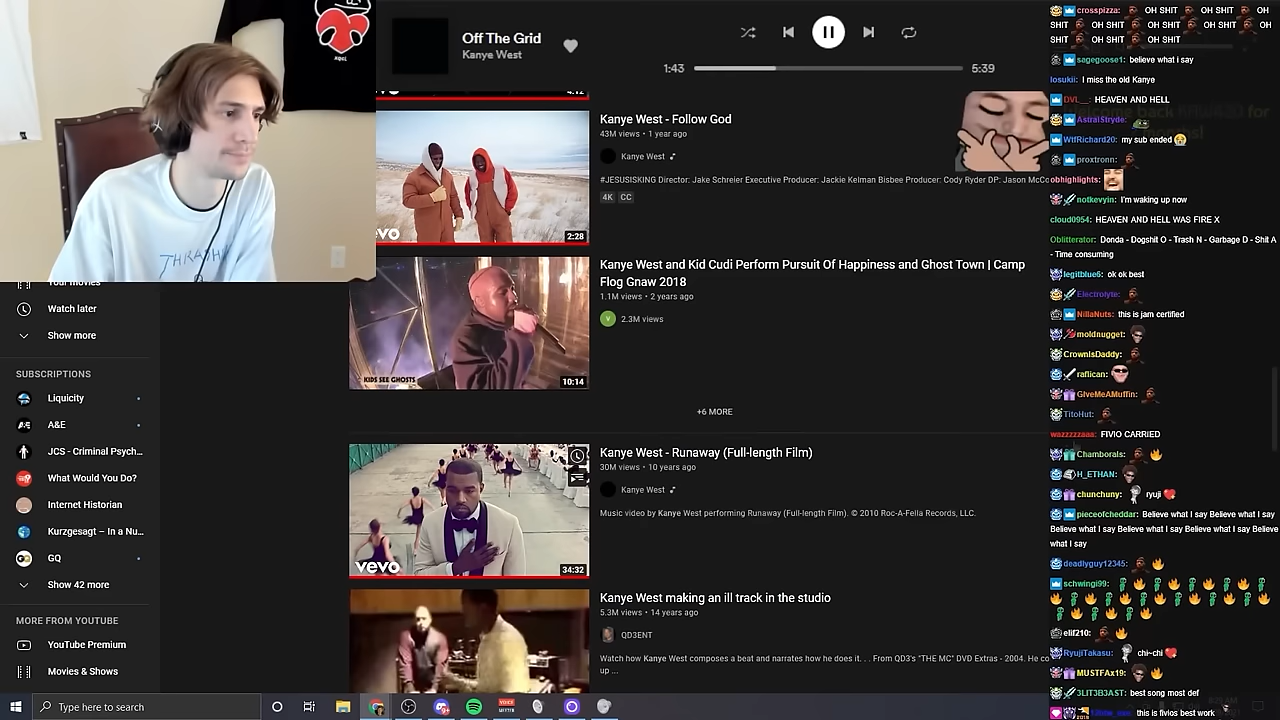 Off The Grid
Kanye West
1:43
5:39
4:12
Kanye West - Follow God
43M views • 1 year ago
Kanye West
#JESUSISKING Director: Jake Schreier Executive Producer: Jackie Kelman Bisbee Producer: Cody Ryder DP: Jason McCo
4K CC
vevo
2:28
Kanye West and Kid Cudi Perform Pursuit Of Happiness and Ghost Town | Camp
Flog Gnaw 2018
1.1M views • 2 years ago
V
2.3M views
KIDS SEE GHOSTS
10:14
+6 MORE
Kanye West - Runaway (Full-length Film)
30M views • 10 years ago
Kanye West
Music video by Kanye West performing Runaway (Full-length Film). © 2010 Roc-A-Fella Records, LLC.
vevo
34:32
Kanye West making an ill track in the studio
5.3M views • 14 years ago
QD3ENT
Watch how Kanye West composes a beat and narrates how he does it. . . From QD3's "THE MC" DVD Extras - 2004. He co
up ...
THRASH
Your movies
Watch later
Show more
SUBSCRIPTIONS
Liquicity
A&E
JCS - Criminal Psych...
What Would You Do?
Internet Historian
Kurzgesagt – In a Nu...
GQ
Show 42 more
MORE FROM YOUTUBE
YouTube Premium
Movies & Shows
Type here to search
crosspizza: OH SHIT OH SHIT OH
SHIT OH SHIT OH SHIT OH SHIT OH
SHIT OH SHIT OH SHIT OH SHIT
sagegoose1: believe what i say
losukii: I miss the old Kanye
DVL__: HEAVEN AND HELL
AstralStryde:
WtfRichard20: my sub ended
proxtronn:
obhighlights:
notkevyin: I'm waking up now
cloud0954: HEAVEN AND HELL WAS FIRE X
Obliterator: Donda - Dogshit O - Trash N - Garbage D - Shit A
- Time consuming
legitblue6: ok ok best
Electrolyte:
NillaNuts: this is jam certified
moldnugget:
CrownIsDaddy:
raflican:
GiveMeAMuffin:
TitoHut:
wazzzzzaaa: FIVIO CARRiED
Chamborals:
H_ETHAN:
chunchuny: ryuji
pieceofcheddar: Believe what I say Believe what I say
Believe what I say Believe what I say Believe what I say Believe
what I say
deadlyguy12345:
schwingi99:
elif210:
RyujiTakasu: chi-chi
MUSTFAx19:
3LIT3B3AST: best song most def
this is fivios best work